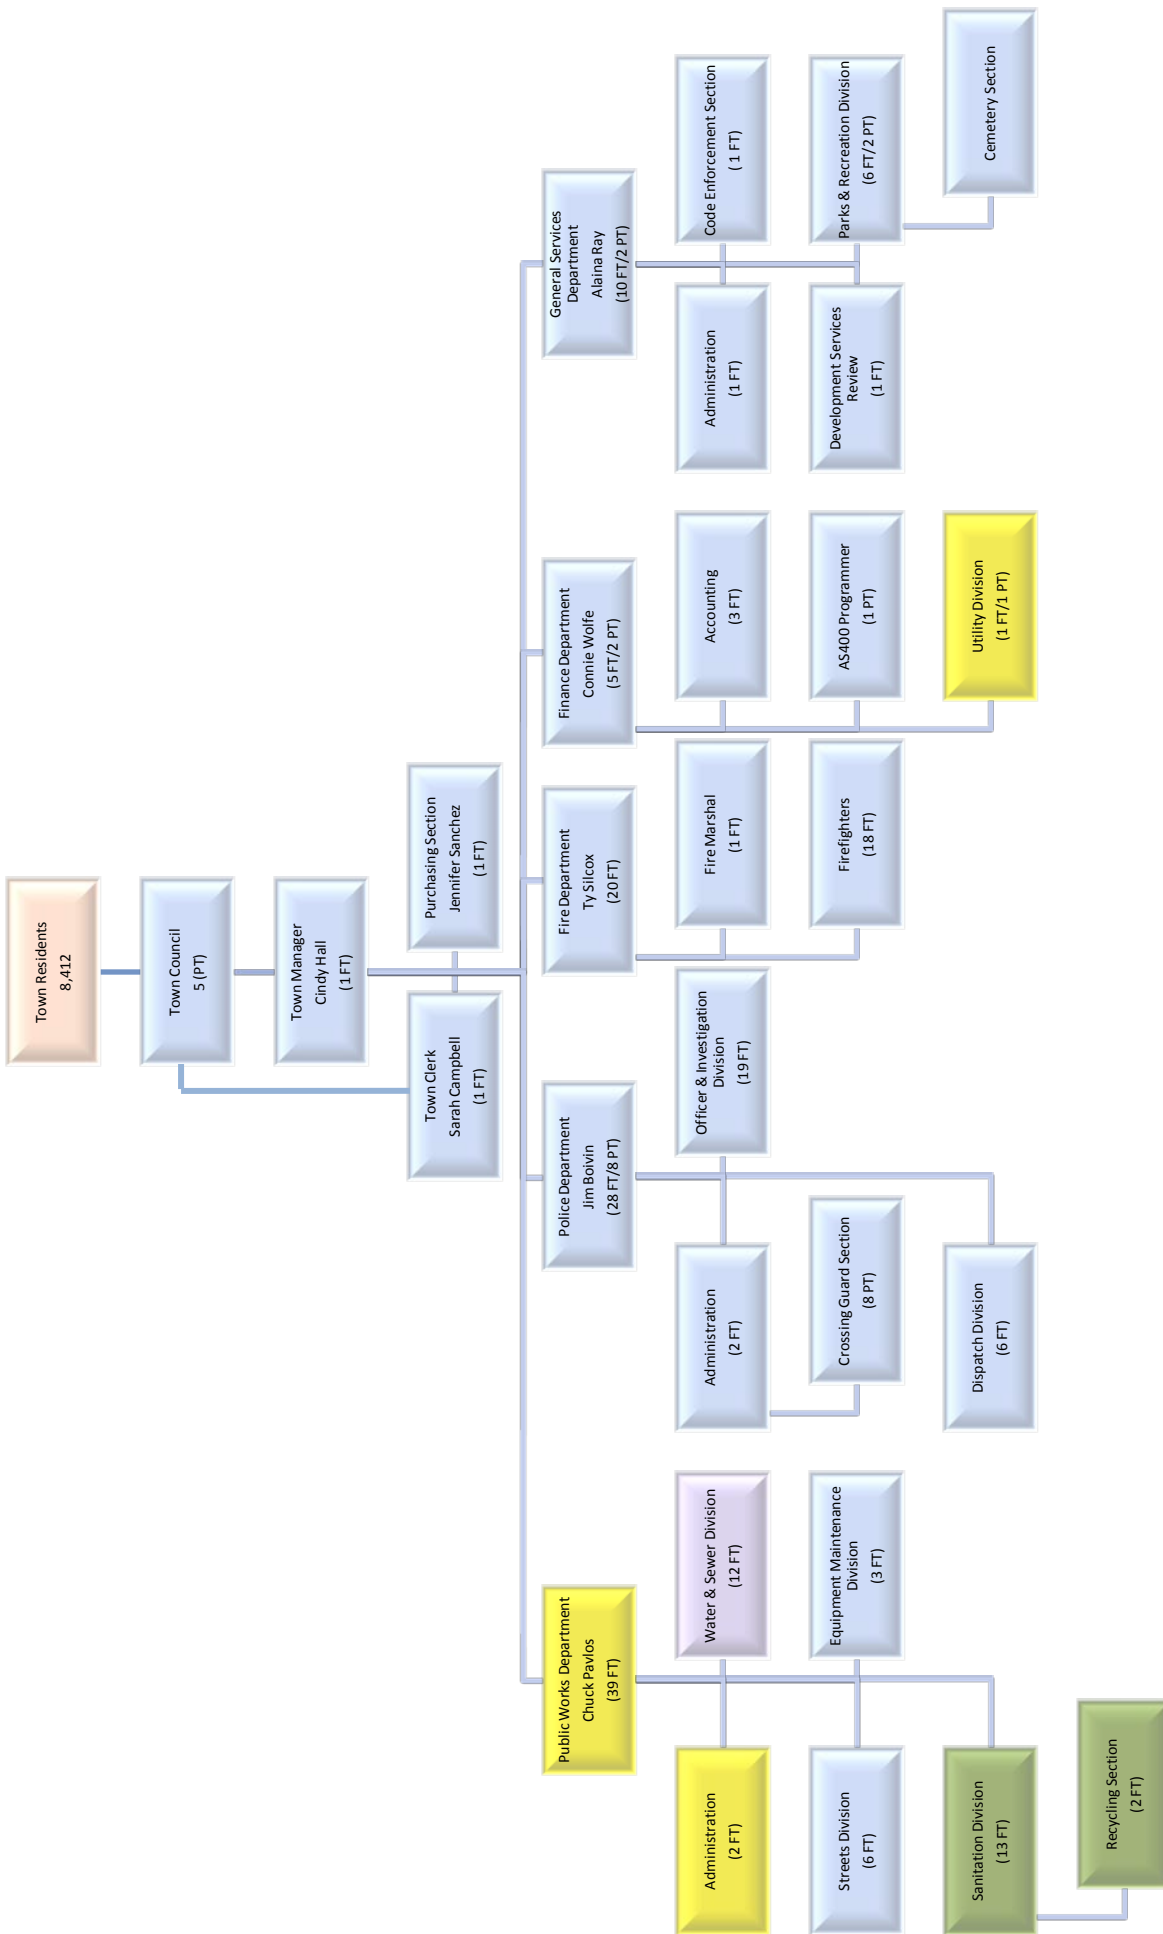 Town Residents
8,412
Town Council
5 (PT)
Town Manager
Cindy Hall
(1 FT)
Town Clerk
Sarah Campbell
(1 FT)
Purchasing Section
Jennifer Sanchez
(1 FT)
Public Works Department
Chuck Pavlos
(39 FT)
Police Department
Jim Boivin
(28 FT/8 PT)
Fire Department
Ty Silcox
(20 FT)
Finance Department
Connie Wolfe
(5 FT/2 PT)
General Services
Department
Alaina Ray
(10 FT/2 PT)
Administration
(2 FT)
Water & Sewer Division
(12 FT)
Administration
(2 FT)
Officer & Investigation
Division
(19 FT)
Fire Marshal
(1 FT)
Accounting
(3 FT)
Administration
(1 FT)
Code Enforcement Section
( 1 FT)
Streets Division
(6 FT)
Equipment Maintenance
Division
(3 FT)
Crossing Guard Section
(8 PT)
Firefighters
(18 FT)
AS400 Programmer
(1 PT)
Development Services
Review
(1 FT)
Parks & Recreation Division
(6 FT/2 PT)
Sanitation Division
(13 FT)
Dispatch Division
(6 FT)
Utility Division
(1 FT/1 PT)
Cemetery Section
Recycling Section
(2 FT)